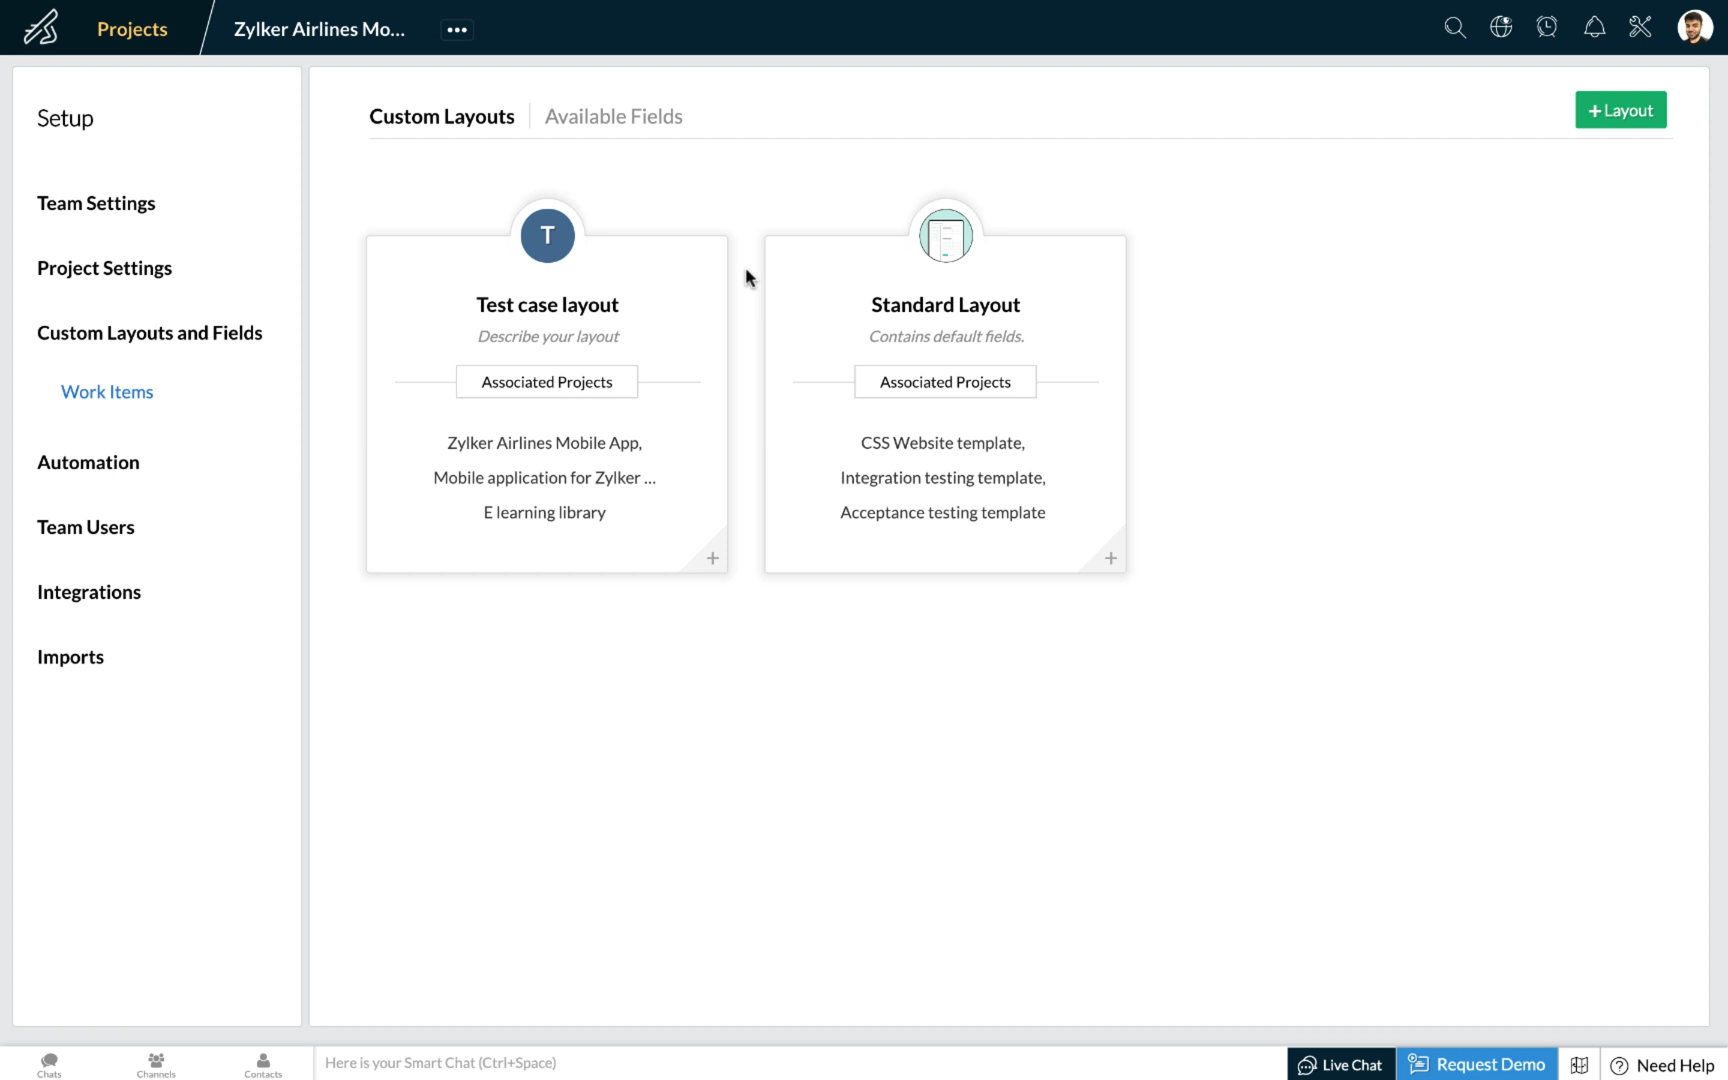 Projects
Zylker Airlines Mo...
Setup
Team Settings
Project Settings
Custom Layouts and Fields
Work Items
Automation
Team Users
Integrations
Imports
Custom Layouts
Available Fields
+ Layout
T
Test case layout
Describe your layout
Associated Projects
Zylker Airlines Mobile App,
Mobile application for Zylker ...
E learning library
+
Standard Layout
Contains default fields.
Associated Projects
CSS Website template,
Integration testing template,
Acceptance testing template
+
Chats
Channels
Contacts
Here is your Smart Chat (Ctrl+Space)
Live Chat
Request Demo
Need Help